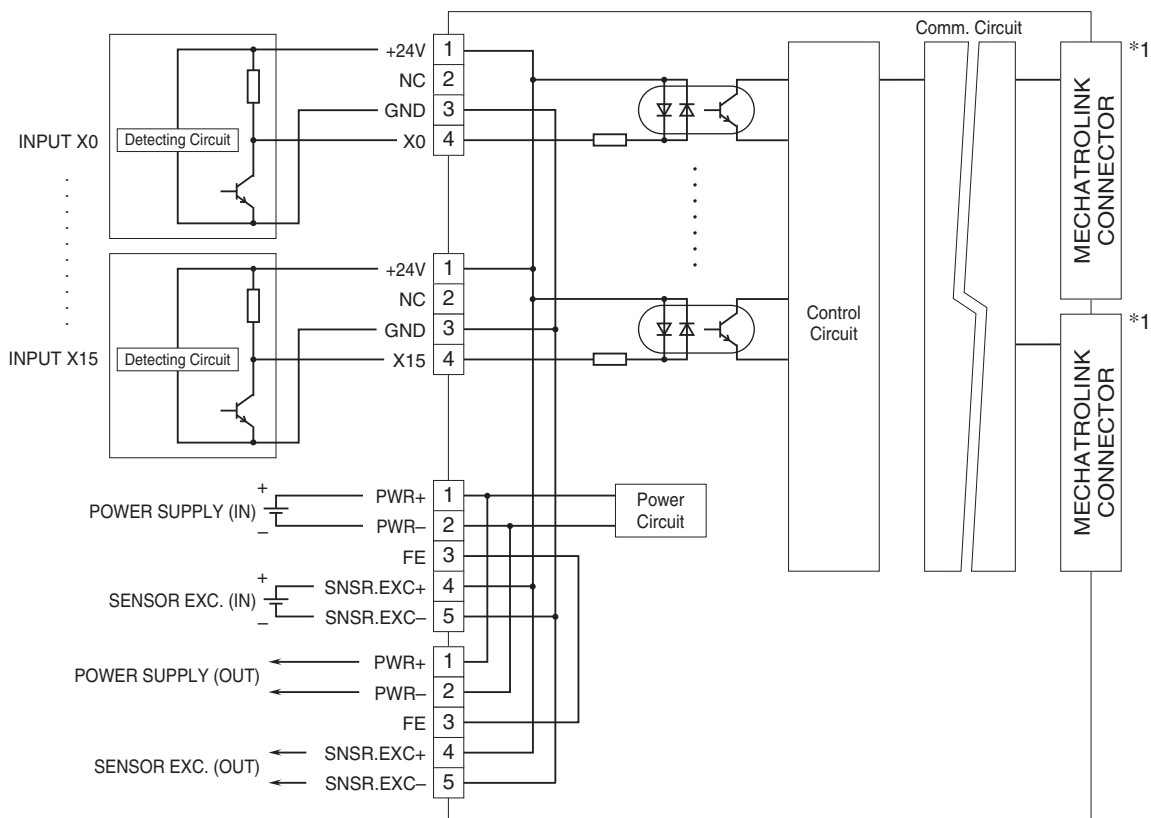 Comm. Circuit
INPUT X0
Detecting Circuit
+24V 1
NC 2
GND 3
X0 4
MECHATROLINK
CONNECTOR
*1
INPUT X15
Detecting Circuit
+24V 1
NC 2
GND 3
X15 4
Control
Circuit
MECHATROLINK
CONNECTOR
*1
POWER SUPPLY (IN)
+
–
PWR+ 1
PWR– 2
FE 3
Power
Circuit
SENSOR EXC. (IN)
+
–
SNSR.EXC+ 4
SNSR.EXC– 5
POWER SUPPLY (OUT)
PWR+ 1
PWR– 2
FE 3
SENSOR EXC. (OUT)
SNSR.EXC+ 4
SNSR.EXC– 5